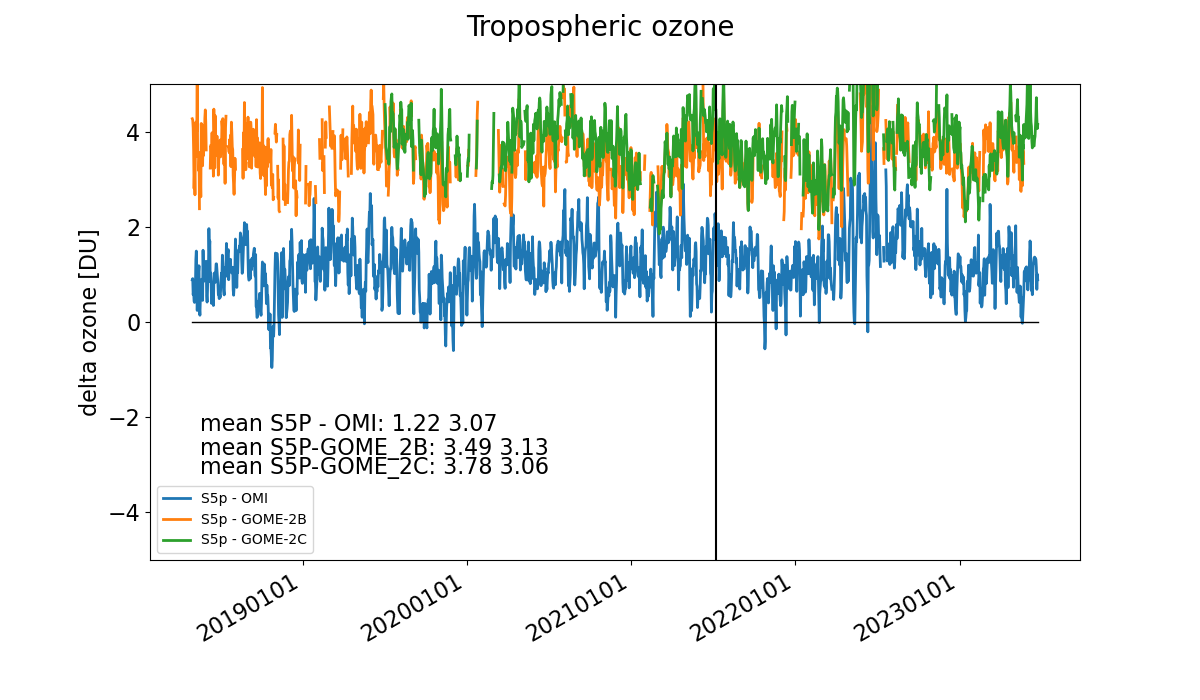 Tropospheric ozone
delta ozone [DU]
4
2
0
−2
−4
mean S5P - OMI: 1.22 3.07
mean S5P-GOME_2B: 3.49 3.13
mean S5P-GOME_2C: 3.78 3.06
S5p - OMI
S5p - GOME-2B
S5p - GOME-2C
20190101
20200101
20210101
20220101
20230101